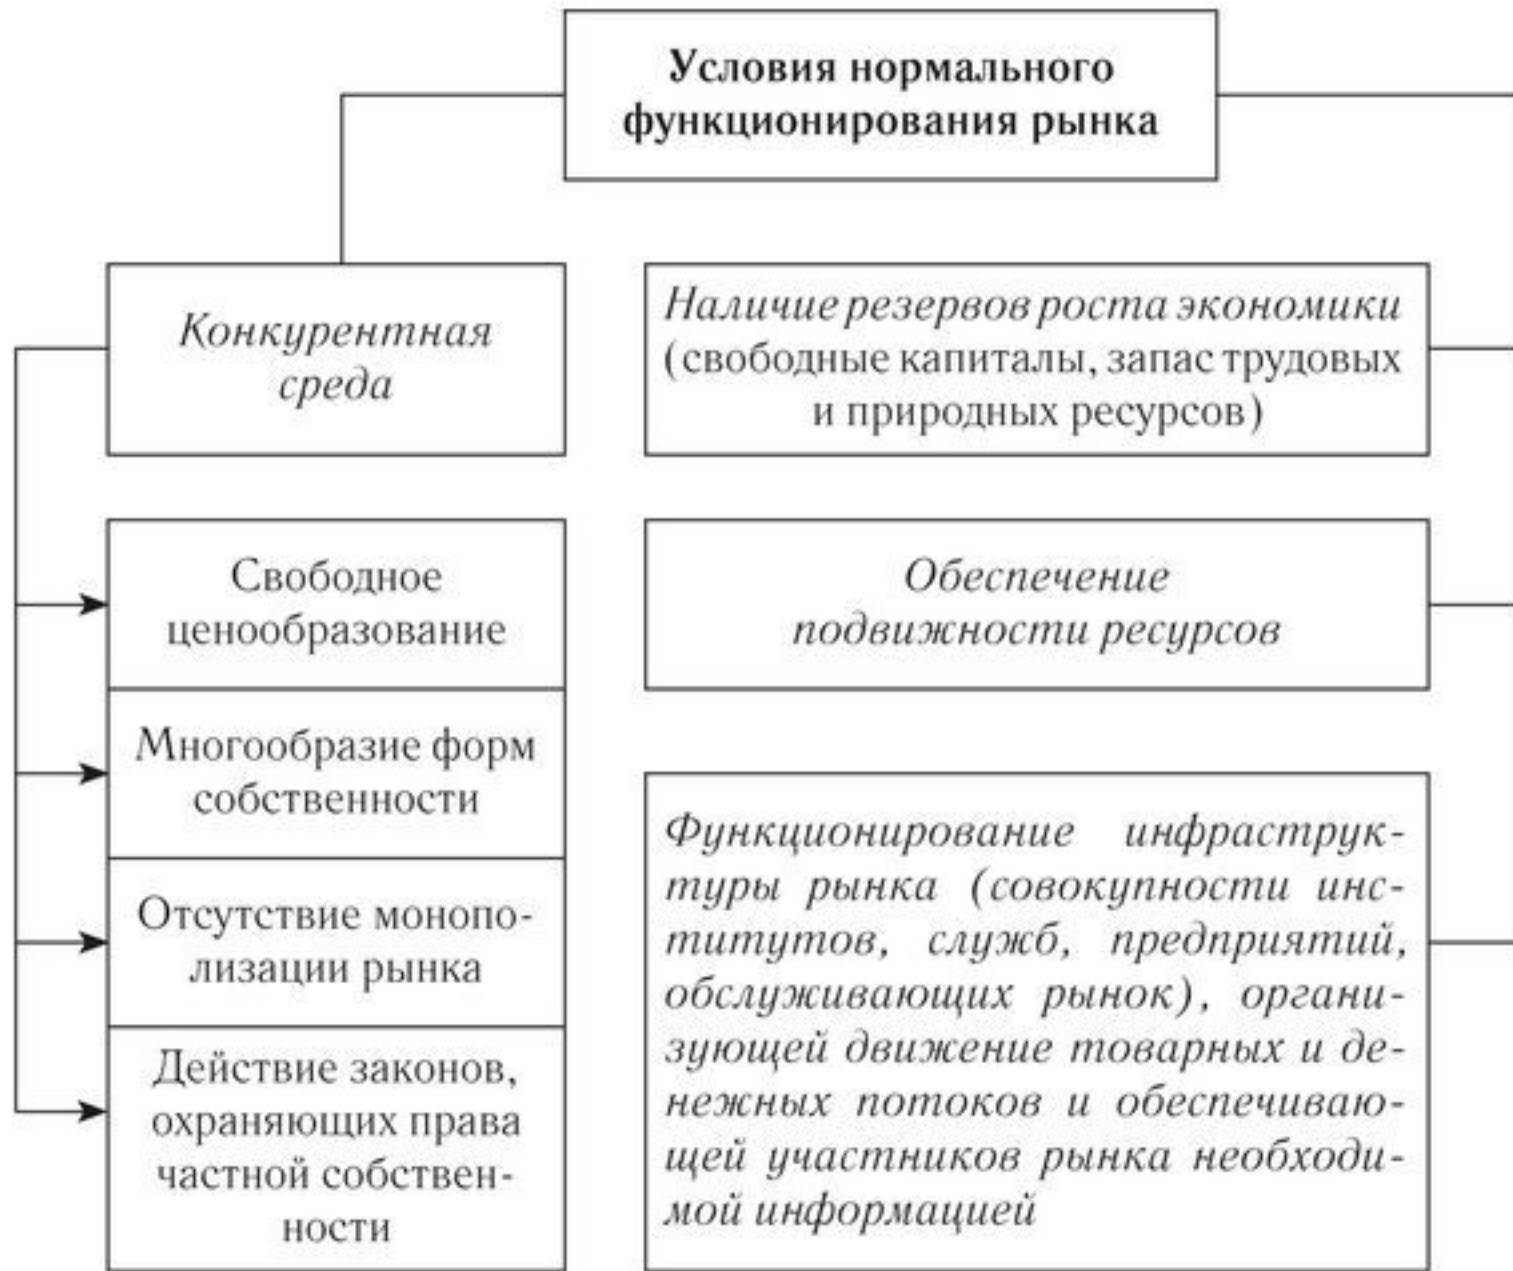 Условия нормального
функционирования рынка
Конкурентная
среда
Свободное
ценообразование
Многообразие форм
собственности
Отсутствие монопо-
лизации рынка
Действие законов,
охраняющих права
частной собствен-
ности
Наличие резервов роста экономики
(свободные капиталы, запас трудовых
и природных ресурсов)
Обеспечение
подвижности ресурсов
Функционирование инфраструк-
туры рынка (совокупности инс-
титутов, служб, предприятий,
обслуживающих рынок), органи-
зующей движение товарных и де-
нежных потоков и обеспечиваю-
щей участников рынка необходи-
мой информацией